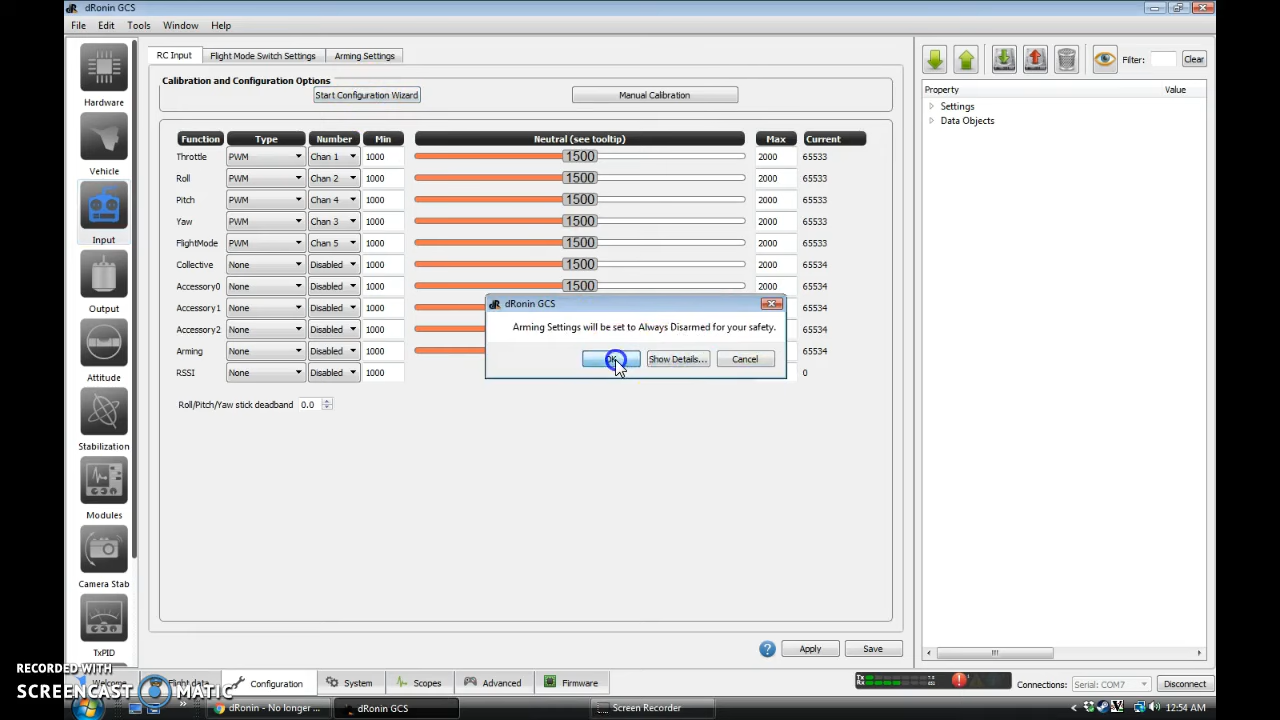 dRonin GCS
File Edit Tools Window Help
RC Input Flight Mode Switch Settings Arming Settings
Calibration and Configuration Options
Start Configuration Wizard Manual Calibration
Function Type Number Min Neutral (see tooltip) Max Current
Throttle PWM Chan 1 1000 1500 2000 65533
Roll PWM Chan 2 1000 1500 2000 65533
Pitch PWM Chan 4 1000 1500 2000 65533
Yaw PWM Chan 3 1000 1500 2000 65533
FlightMode PWM Chan 5 1000 1500 2000 65533
Collective None Disabled 1000 1500 2000 65534
Accessory0 None Disabled 1000 1500 2000 65534
Accessory1 None Disabled 1000 65534
Accessory2 None Disabled 1000 65534
Arming None Disabled 1000 65534
RSSI None Disabled 1000 0
Roll/Pitch/Yaw stick deadband 0.0
dRonin GCS
Arming Settings will be set to Always Disarmed for your safety.
OK Show Details... Cancel
Hardware
Vehicle
Input
Output
Attitude
Stabilization
Modules
Camera Stab
TxPID
Filter: Clear
Property Value
Settings
Data Objects
Apply Save
Welcome Flight data Configuration System Scopes Advanced Firmware
Tx
Rx
Connections: Serial: COM7 Disconnect
RECORDED WITH
SCREENCAST MATIC
dRonin - No longer ... dRonin GCS Screen Recorder 12:54 AM